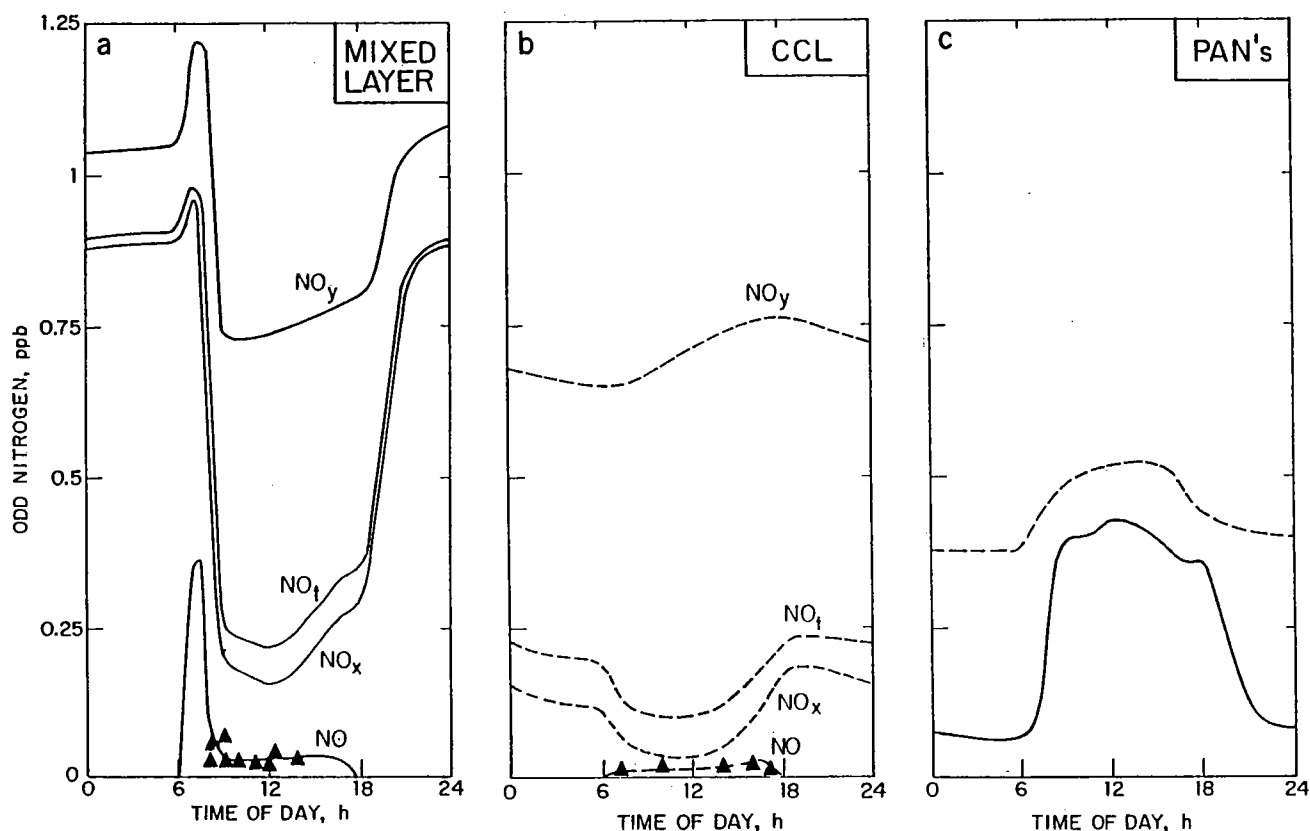 a
MIXED
LAYER
b
CCL
c
PAN's
1.25
1
0.75
0.5
0.25
0
ODD NITROGEN, ppb
NOy
NOt
NOx
NO
NOy
NOt
NOx
NO
0 6 12 18 24
TIME OF DAY, h
0 6 12 18 24
TIME OF DAY, h
0 6 12 18 24
TIME OF DAY, h